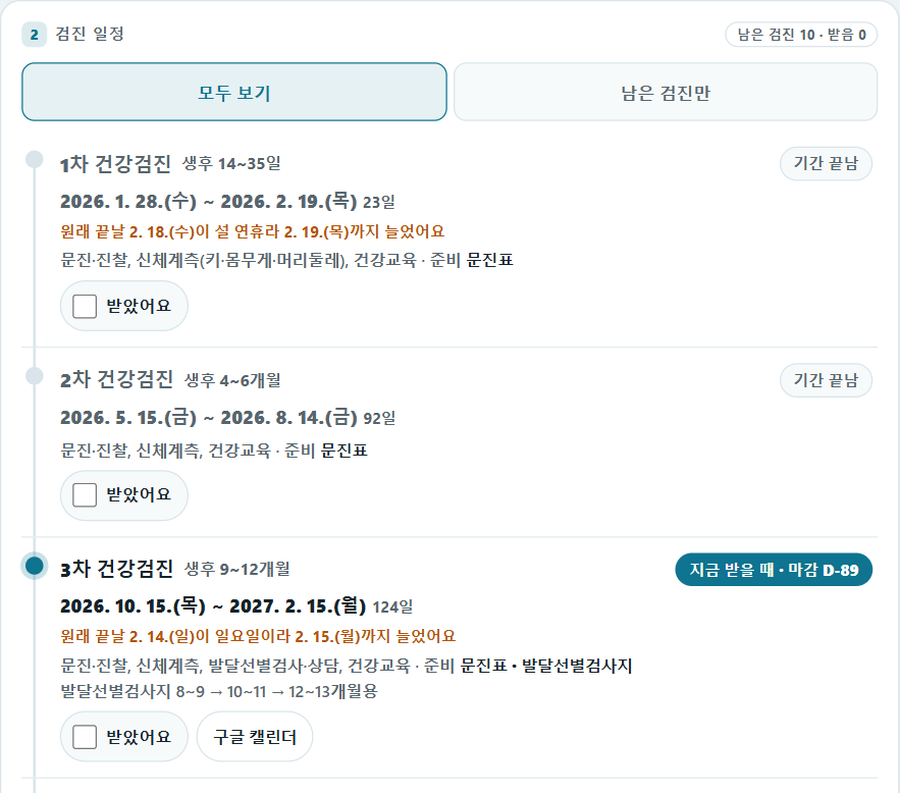 2 검진 일정
남은 검진 10 · 받음 0
모두 보기
남은 검진만
1차 건강검진 생후 14~35일
기간 끝남
2026. 1. 28.(수) ~ 2026. 2. 19.(목) 23일
원래 끝날 2. 18.(수)이 설 연휴라 2. 19.(목)까지 늘었어요
문진·진찰, 신체계측(키·몸무게·머리둘레), 건강교육 · 준비 문진표
받았어요
2차 건강검진 생후 4~6개월
기간 끝남
2026. 5. 15.(금) ~ 2026. 8. 14.(금) 92일
문진·진찰, 신체계측, 건강교육 · 준비 문진표
받았어요
3차 건강검진 생후 9~12개월
지금 받을 때 · 마감 D-89
2026. 10. 15.(목) ~ 2027. 2. 15.(월) 124일
원래 끝날 2. 14.(일)이 일요일이라 2. 15.(월)까지 늘었어요
문진·진찰, 신체계측, 발달선별검사·상담, 건강교육 · 준비 문진표 · 발달선별검사지
발달선별검사지 8~9 → 10~11 → 12~13개월용
받았어요
구글 캘린더